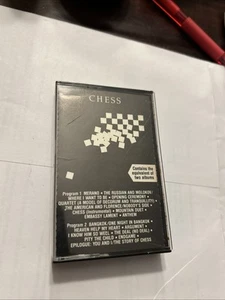 CHESS
Contains the
equivalent of
two albums
Program 1 MERANO • THE RUSSIAN AND MOLOKOV/
WHERE I WANT TO BE • OPENING CEREMONY •
QUARTET (A MODEL OF DECORUM AND TRANQUILITY)
THE AMERICAN AND FLORENCE/NOBODY'S SIDE •
CHESS (Instrumental) • MOUNTAIN DUET •
EMBASSY LAMENT • ANTHEM
Program 2 BANGKOK/ONE NIGHT IN BANGKOK •
HEAVEN HELP MY HEART • ARGUMENT •
I KNOW HIM SO WELL • THE DEAL (NO DEAL) •
PITY THE CHILD • ENDGAME •
EPILOGUE: YOU AND I/THE STORY OF CHESS